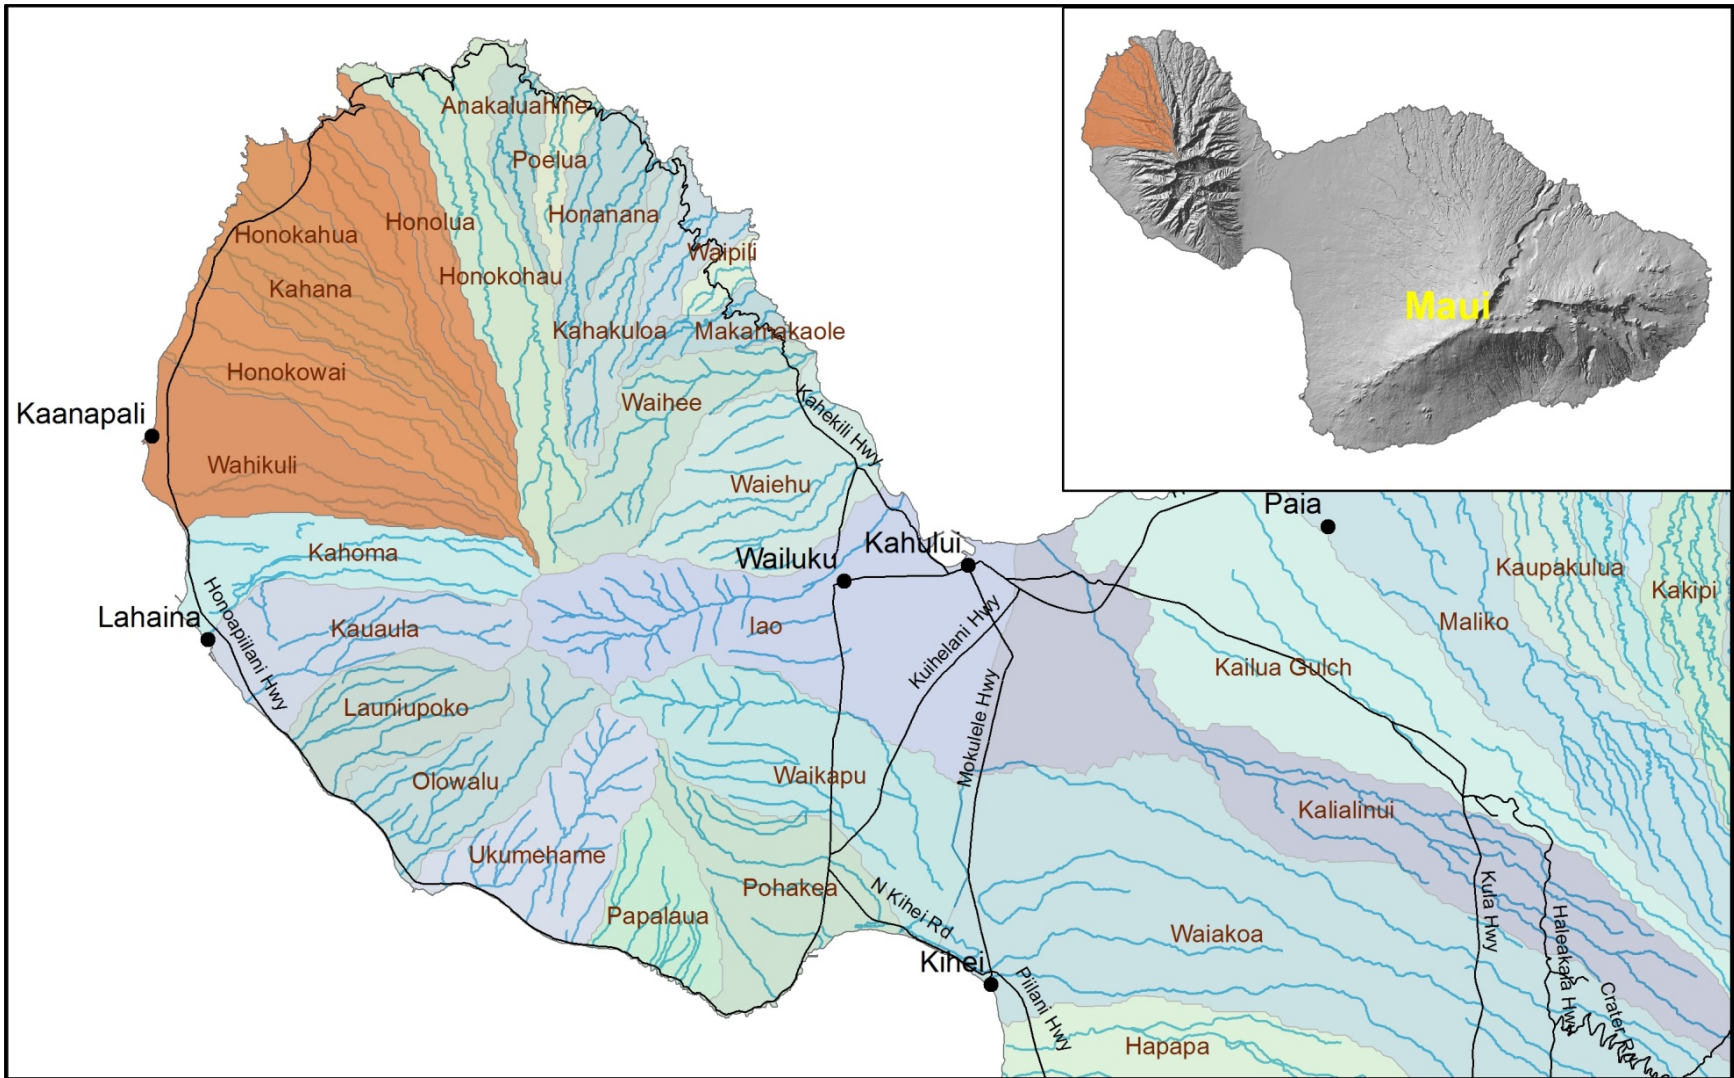 Anakaluahine
Poelua
Honolua
Honanana
Honokahua
Waipili
Honokohau
Kahana
Maui
Kahakuloa
Makamakaole
Honokowai
Waihee
Kaanapali
Kahekili Hwy
Wahikuli
Waiehu
Paia
Kahoma
Wailuku
Kahului
Kaupakulua
Kakipi
Honoapiilani Hwy
Lahaina
Kauaula
Iao
Maliko
Kuihelani Hwy
Kailua Gulch
Launiupoko
Mokulele Hwy
Olowalu
Waikapu
Kalialinui
Ukumehame
Pohakea
Papalaua
N Kihei Rd
Kula Hwy
Haleakala Hwy
Waiakoa
Kihei
Piilani Hwy
Crater Rd
Hapapa